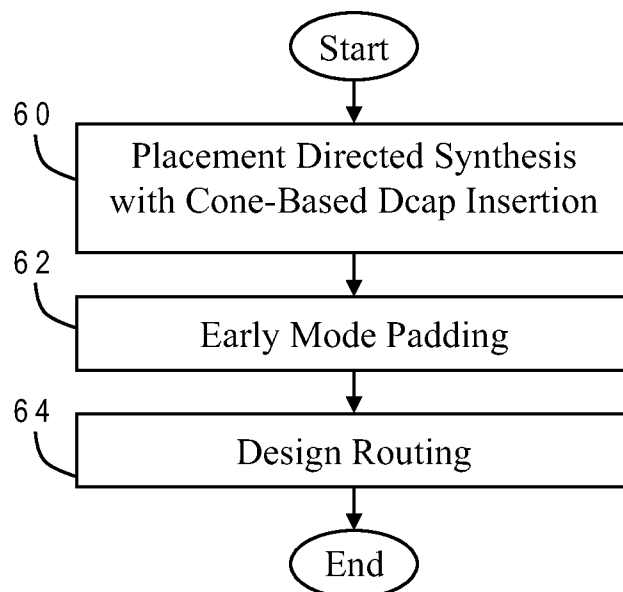 Start
60
Placement Directed Synthesis
with Cone-Based Dcap Insertion
62
Early Mode Padding
64
Design Routing
End